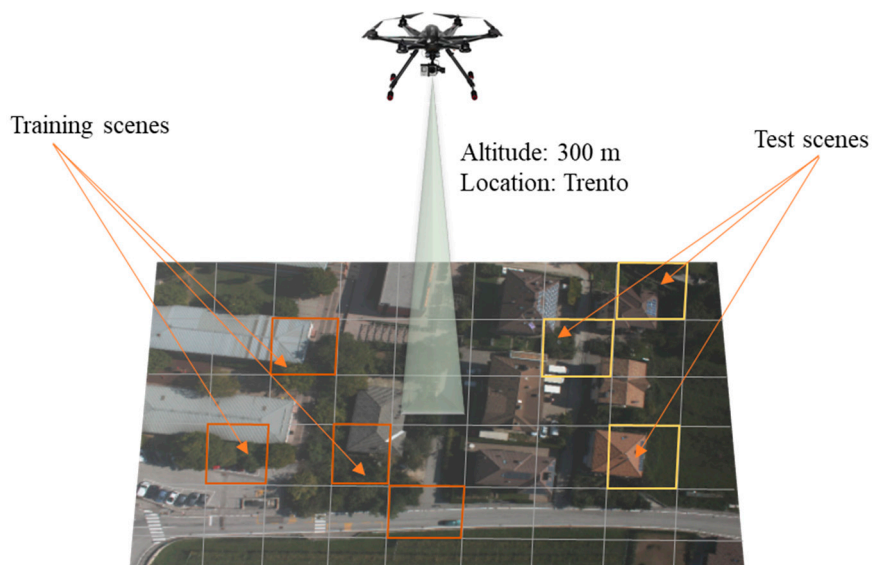 Training scenes
Altitude: 300 m
Location: Trento
Test scenes